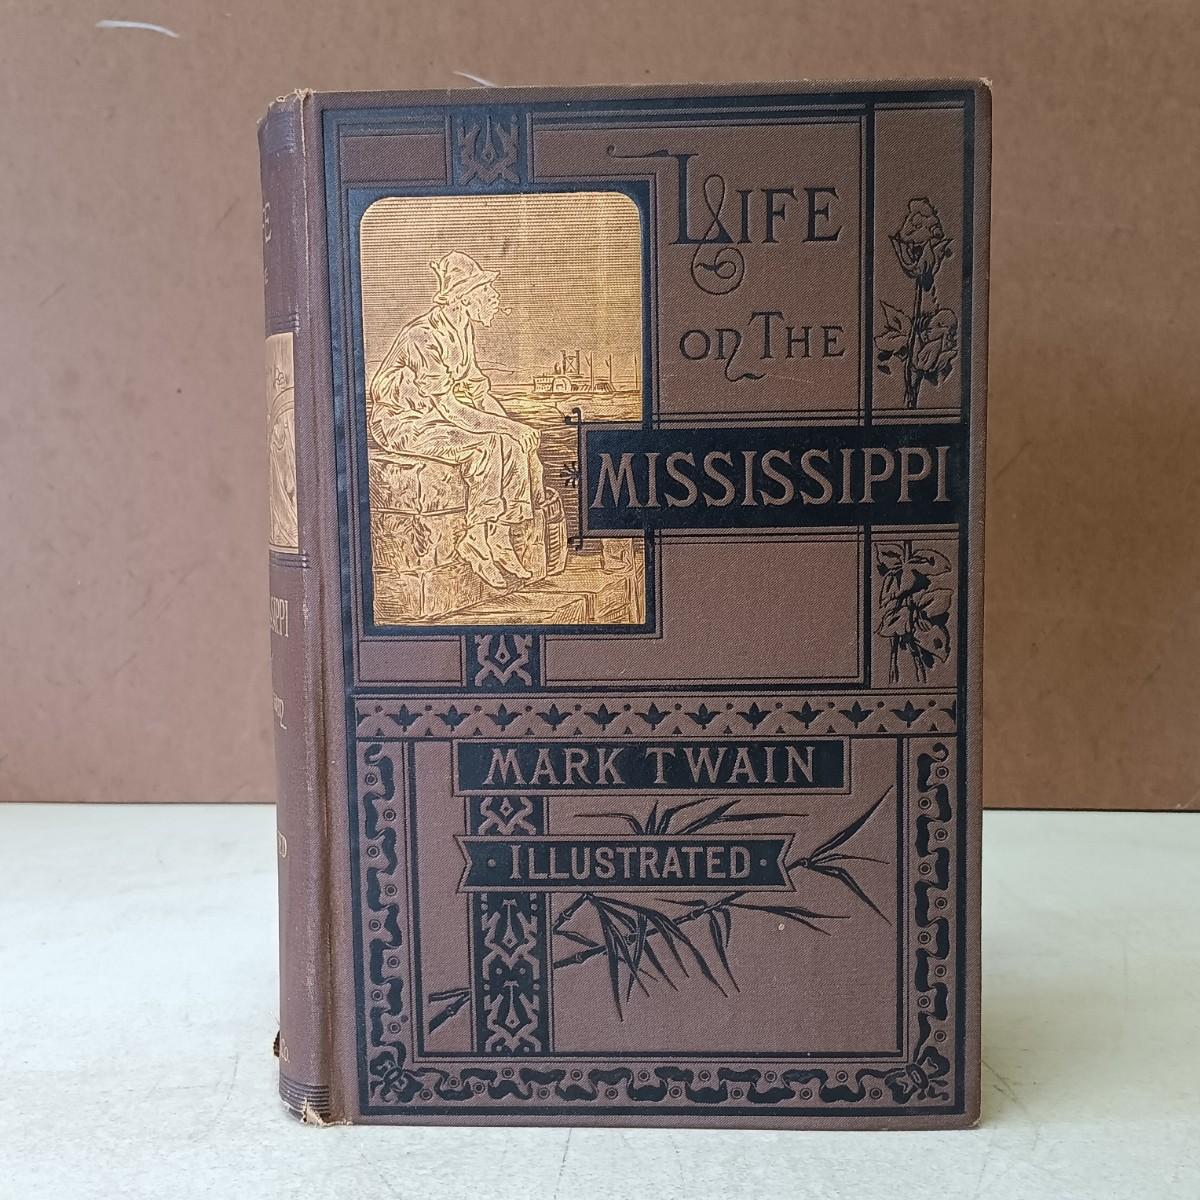 LIFE
ON THE
MISSISSIPPI
MARK TWAIN
· ILLUSTRATED ·